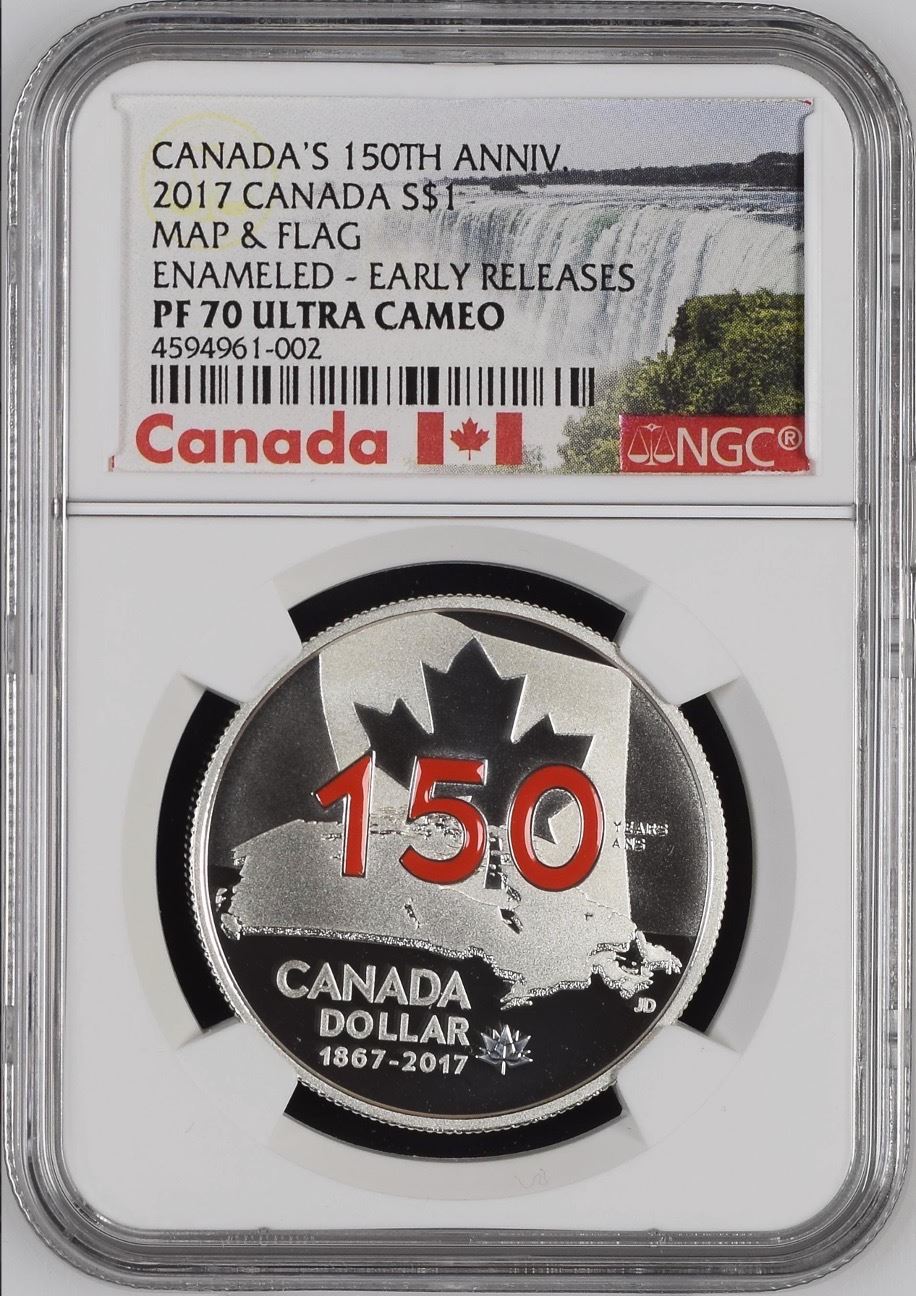 CANADA'S 150TH ANNIV.
2017 CANADA S$1
MAP & FLAG
ENAMELED - EARLY RELEASES
PF 70 ULTRA CAMEO
4594961-002
Canada
NGC®
150
YEARS
ANS
CANADA
DOLLAR
1867-2017
JD